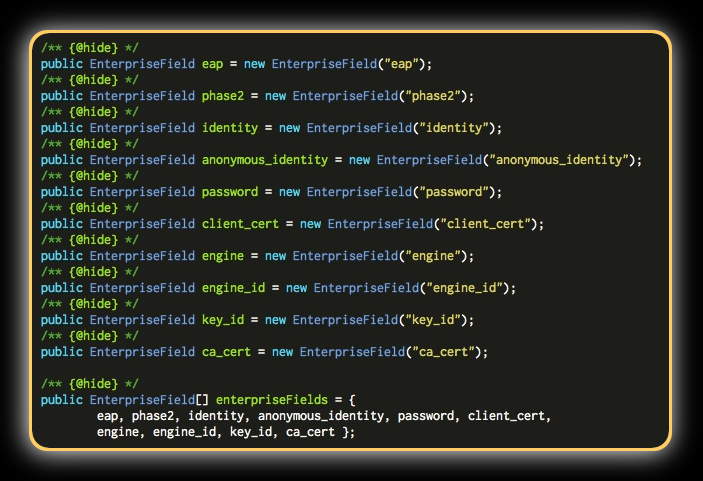 /** {@hide} */
public EnterpriseField eap = new EnterpriseField("eap");
/** {@hide} */
public EnterpriseField phase2 = new EnterpriseField("phase2");
/** {@hide} */
public EnterpriseField identity = new EnterpriseField("identity");
/** {@hide} */
public EnterpriseField anonymous_identity = new EnterpriseField("anonymous_identity");
/** {@hide} */
public EnterpriseField password = new EnterpriseField("password");
/** {@hide} */
public EnterpriseField client_cert = new EnterpriseField("client_cert");
/** {@hide} */
public EnterpriseField engine = new EnterpriseField("engine");
/** {@hide} */
public EnterpriseField engine_id = new EnterpriseField("engine_id");
/** {@hide} */
public EnterpriseField key_id = new EnterpriseField("key_id");
/** {@hide} */
public EnterpriseField ca_cert = new EnterpriseField("ca_cert");

/** {@hide} */
public EnterpriseField[] enterpriseFields = {
        eap, phase2, identity, anonymous_identity, password, client_cert,
        engine, engine_id, key_id, ca_cert };